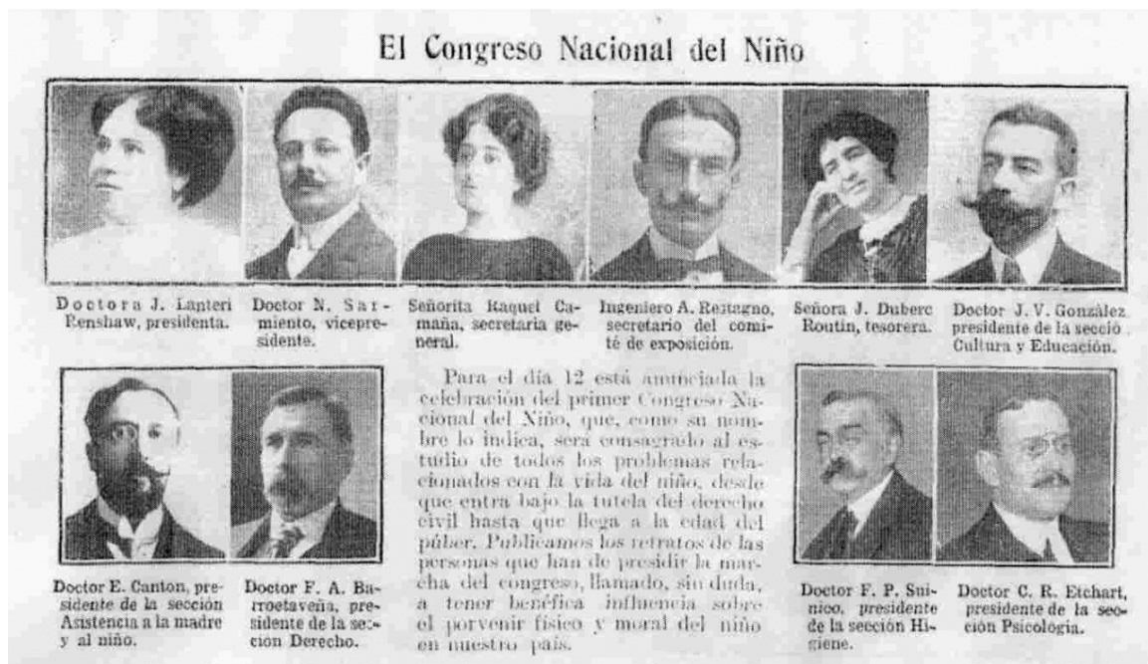 El Congreso Nacional del Niño
Doctora J. Lanteri
Renshaw, presidenta.
Doctor N. Sar-
miento, vicepre-
sidente.
Señorita Raquel Ca-
maña, secretaria ge-
neral.
Ingeniero A. Restagno,
secretario del comi-
té de exposición.
Señora J. Duberc
Routin, tesorera.
Doctor J. V. González
presidente de la secció
Cultura y Educación.
Doctor E. Canton, pre-
sidente de la sección
Asistencia a la madre
y al niño.
Doctor F. A. Ba-
rroetaveña, pre-
sidente de la sec-
ción Derecho.
Para el día 12 está anunciada la
celebración del primer Congreso Na-
cional del Niño, que, como su nom-
bre lo indica, será consagrado al es-
tudio de todos los problemas rela-
cionados con la vida del niño, desde
que entra bajo la tutela del derecho
civil hasta que llega a la edad del
púber. Publicamos los retratos de las
personas que han de presidir la mar-
cha del congreso, llamado, sin duda,
a tener benéfica influencia sobre
el porvenir físico y moral del niño
en nuestro país.
Doctor F. P. Suí-
nico, presidente
de la sección Hi-
giene.
Doctor C. R. Etchart,
presidente de la sec-
ción Psicología.